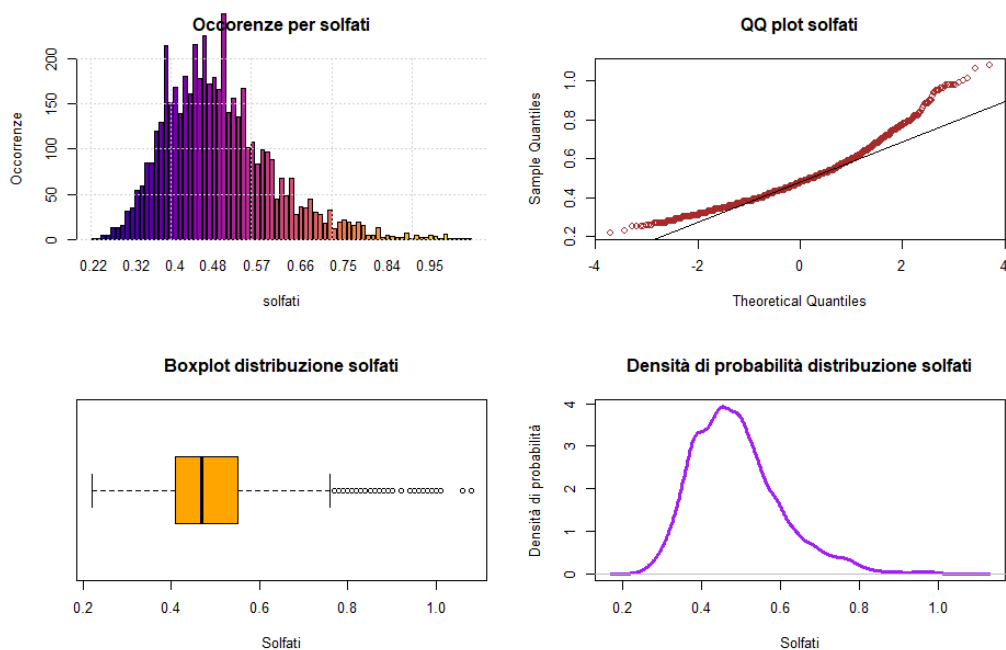 Occorenze per solfati
Occorrenze
200
150
100
50
0
0.22 0.32 0.4 0.48 0.57 0.66 0.75 0.84 0.95
solfati
QQ plot solfati
Sample Quantiles
1.0
0.8
0.6
0.4
0.2
-4 -2 0 2 4
Theoretical Quantiles
Boxplot distribuzione solfati
0.2 0.4 0.6 0.8 1.0
Solfati
Densità di probabilità distribuzione solfati
Densità di probabilità
4
3
2
1
0
0.2 0.4 0.6 0.8 1.0
Solfati